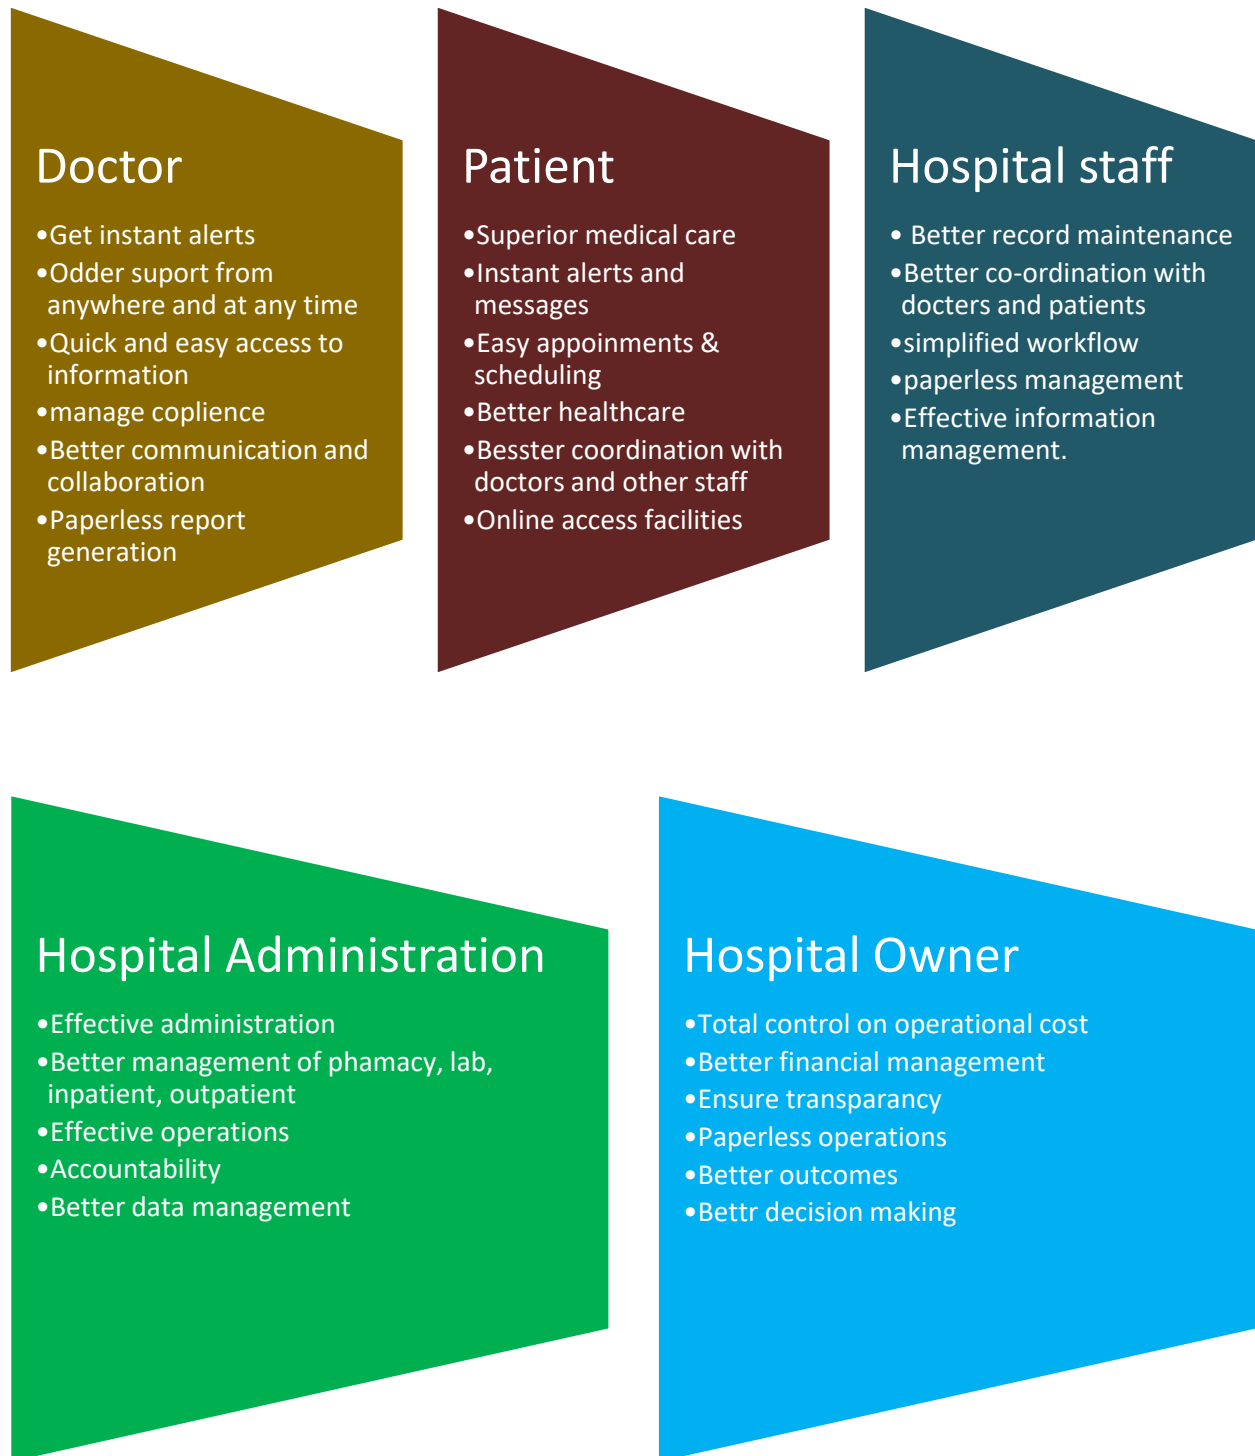 Doctor
•Get instant alerts
•Odder suport from
anywhere and at any time
•Quick and easy access to
information
•manage coplience
•Better communication and
collaboration
•Paperless report
generation
Patient
•Superior medical care
•Instant alerts and
messages
•Easy appoinments &
scheduling
•Better healthcare
•Besster coordination with
doctors and other staff
•Online access facilities
Hospital staff
• Better record maintenance
•Better co-ordination with
docters and patients
•simplified workflow
•paperless management
•Effective information
management.
Hospital Administration
•Effective administration
•Better management of phamacy, lab,
inpatient, outpatient
•Effective operations
•Accountability
•Better data management
Hospital Owner
•Total control on operational cost
•Better financial management
•Ensure transparancy
•Paperless operations
•Better outcomes
•Bettr decision making